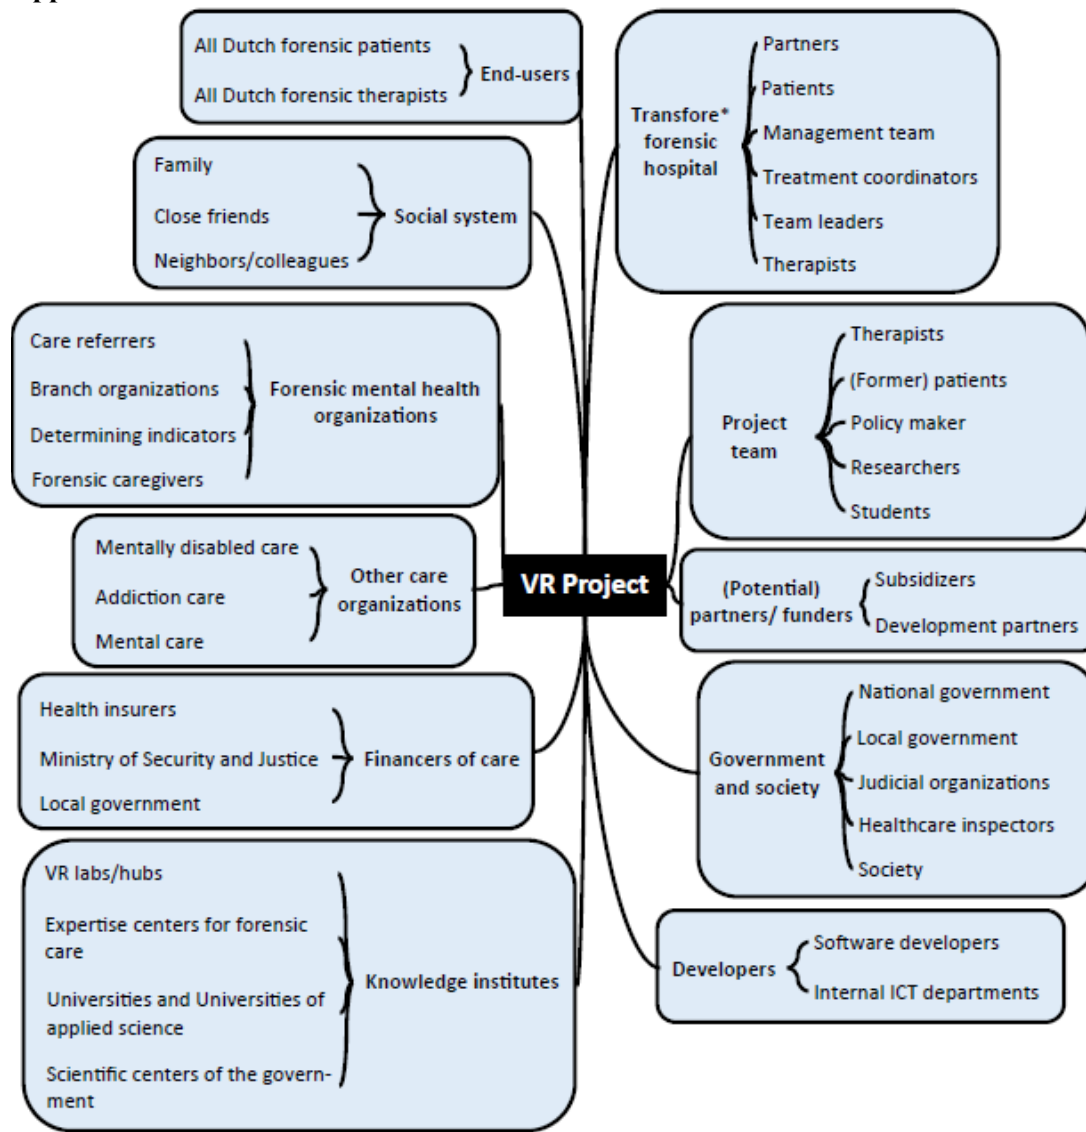 All Dutch forensic patients
All Dutch forensic therapists
End-users
Family
Close friends
Neighbors/colleagues
Social system
Care referrers
Branch organizations
Determining indicators
Forensic caregivers
Forensic mental health
organizations
Mentally disabled care
Addiction care
Mental care
Other care
organizations
Health insurers
Ministry of Security and Justice
Local government
Financers of care
VR labs/hubs
Expertise centers for forensic
care
Universities and Universities of
applied science
Scientific centers of the govern-
ment
Knowledge institutes
VR Project
Transfore*
forensic
hospital
Partners
Patients
Management team
Treatment coordinators
Team leaders
Therapists
Project
team
Therapists
(Former) patients
Policy maker
Researchers
Students
(Potential)
partners/ funders
Subsidizers
Development partners
Government
and society
National government
Local government
Judicial organizations
Healthcare inspectors
Society
Developers
Software developers
Internal ICT departments